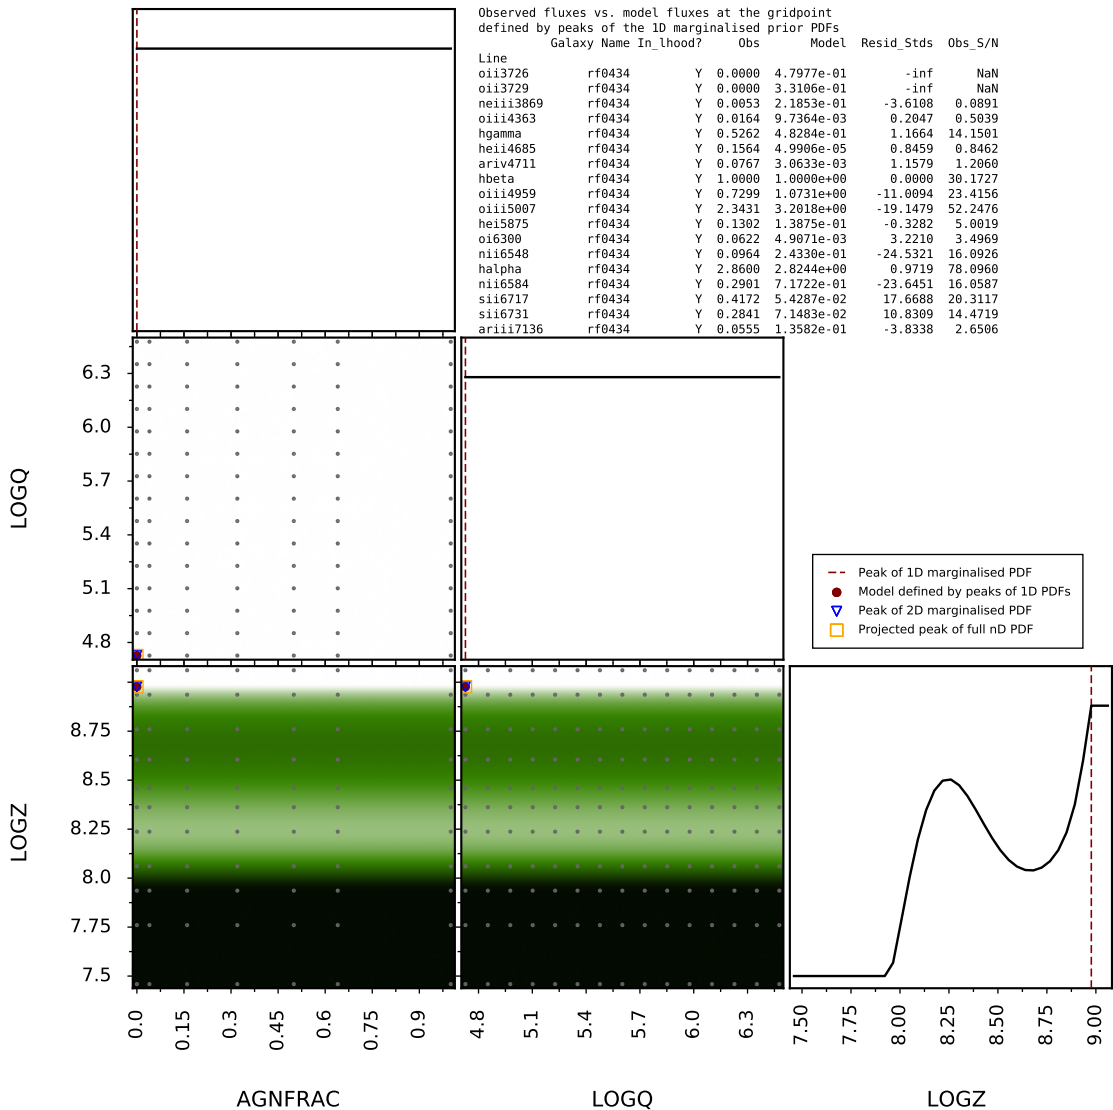 Observed fluxes vs. model fluxes at the gridpoint
defined by peaks of the 1D marginalised prior PDFs
Galaxy Name In_lhood? Obs Model Resid_Stds Obs_S/N
Line
oii3726 rf0434 Y 0.0000 4.7977e-01 -inf NaN
oii3729 rf0434 Y 0.0000 3.3106e-01 -inf NaN
neiii3869 rf0434 Y 0.0053 2.1853e-01 -3.6108 0.0891
oiii4363 rf0434 Y 0.0164 9.7364e-03 0.2047 0.5039
hgamma rf0434 Y 0.5262 4.8284e-01 1.1664 14.1501
heii4685 rf0434 Y 0.1564 4.9906e-05 0.8459 0.8462
ariv4711 rf0434 Y 0.0767 3.0633e-03 1.1579 1.2060
hbeta rf0434 Y 1.0000 1.0000e+00 0.0000 30.1727
oiii4959 rf0434 Y 0.7299 1.0731e+00 -11.0094 23.4156
oiii5007 rf0434 Y 2.3431 3.2018e+00 -19.1479 52.2476
hei5875 rf0434 Y 0.1302 1.3875e-01 -0.3282 5.0019
oi6300 rf0434 Y 0.0622 4.9071e-03 3.2210 3.4969
nii6548 rf0434 Y 0.0964 2.4330e-01 -24.5321 16.0926
halpha rf0434 Y 2.8600 2.8244e+00 0.9719 78.0960
nii6584 rf0434 Y 0.2901 7.1722e-01 -23.6451 16.0587
sii6717 rf0434 Y 0.4172 5.4287e-02 17.6688 20.3117
sii6731 rf0434 Y 0.2841 7.1483e-02 10.8309 14.4719
ariii7136 rf0434 Y 0.0555 1.3582e-01 -3.8338 2.6506
6.3
6.0
5.7
5.4
5.1
4.8
LOGQ
Peak of 1D marginalised PDF
Model defined by peaks of 1D PDFs
Peak of 2D marginalised PDF
Projected peak of full nD PDF
8.75
8.5
8.25
8.0
7.75
7.5
LOGZ
0.0 0.15 0.3 0.45 0.6 0.75 0.9
4.8 5.1 5.4 5.7 6.0 6.3
7.50 7.75 8.00 8.25 8.50 8.75 9.00
AGNFRAC LOGQ LOGZ